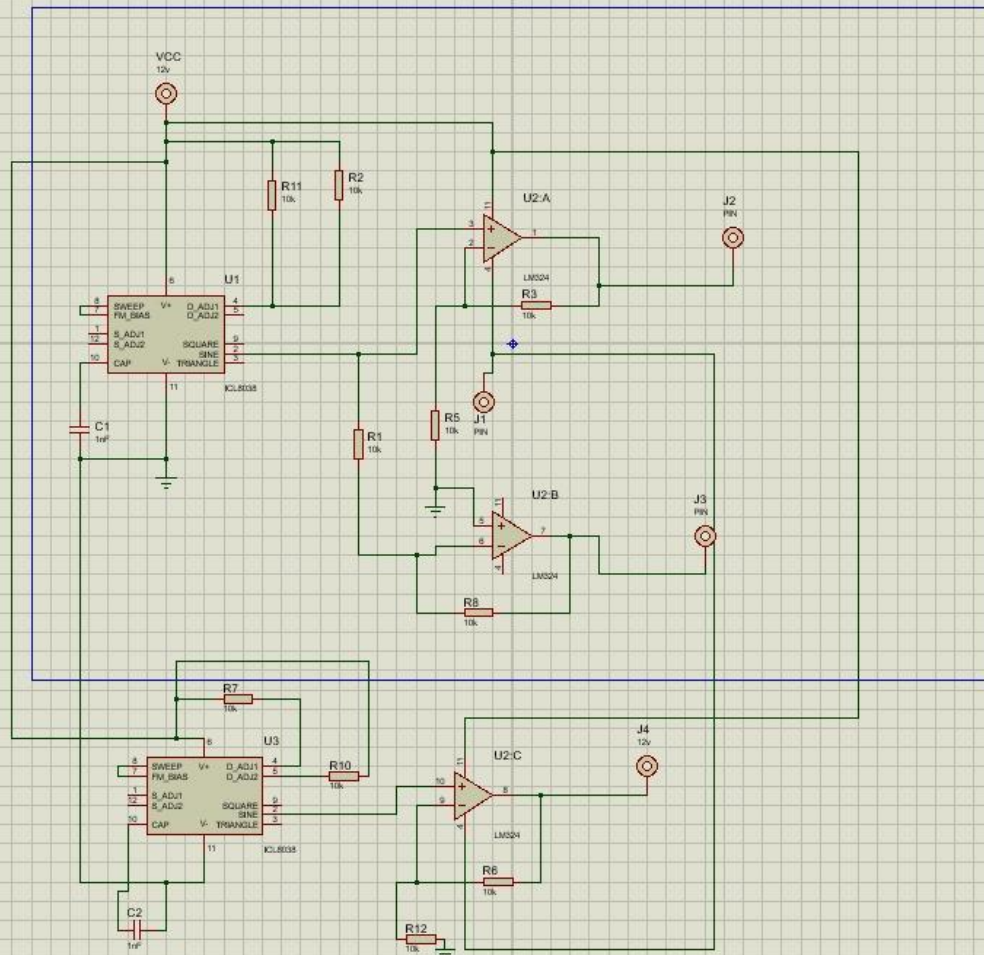 VCC
12v
R11
10k
R2
10k
U2:A
11
3
2
1
4
LM324
J2
PIN
R3
10k
U1
6
8
7
1
12
10
SWEEP
FM_BIAS
S_ADJ1
S_ADJ2
CAP
V+
V-
D_ADJ1
D_ADJ2
SQUARE
SINE
TRIANGLE
4
5
9
2
3
11
ICL8038
C1
1nF
R1
10k
R5
10k
J1
PIN
U2:B
11
5
6
7
4
LM324
J3
PIN
R8
10k
R7
10k
U3
6
8
7
1
12
10
SWEEP
FM_BIAS
S_ADJ1
S_ADJ2
CAP
V+
V-
D_ADJ1
D_ADJ2
SQUARE
SINE
TRIANGLE
4
5
9
2
3
11
ICL8038
R10
10k
U2:C
11
10
9
8
4
LM324
J4
12v
R6
10k
C2
1nF
R12
10k